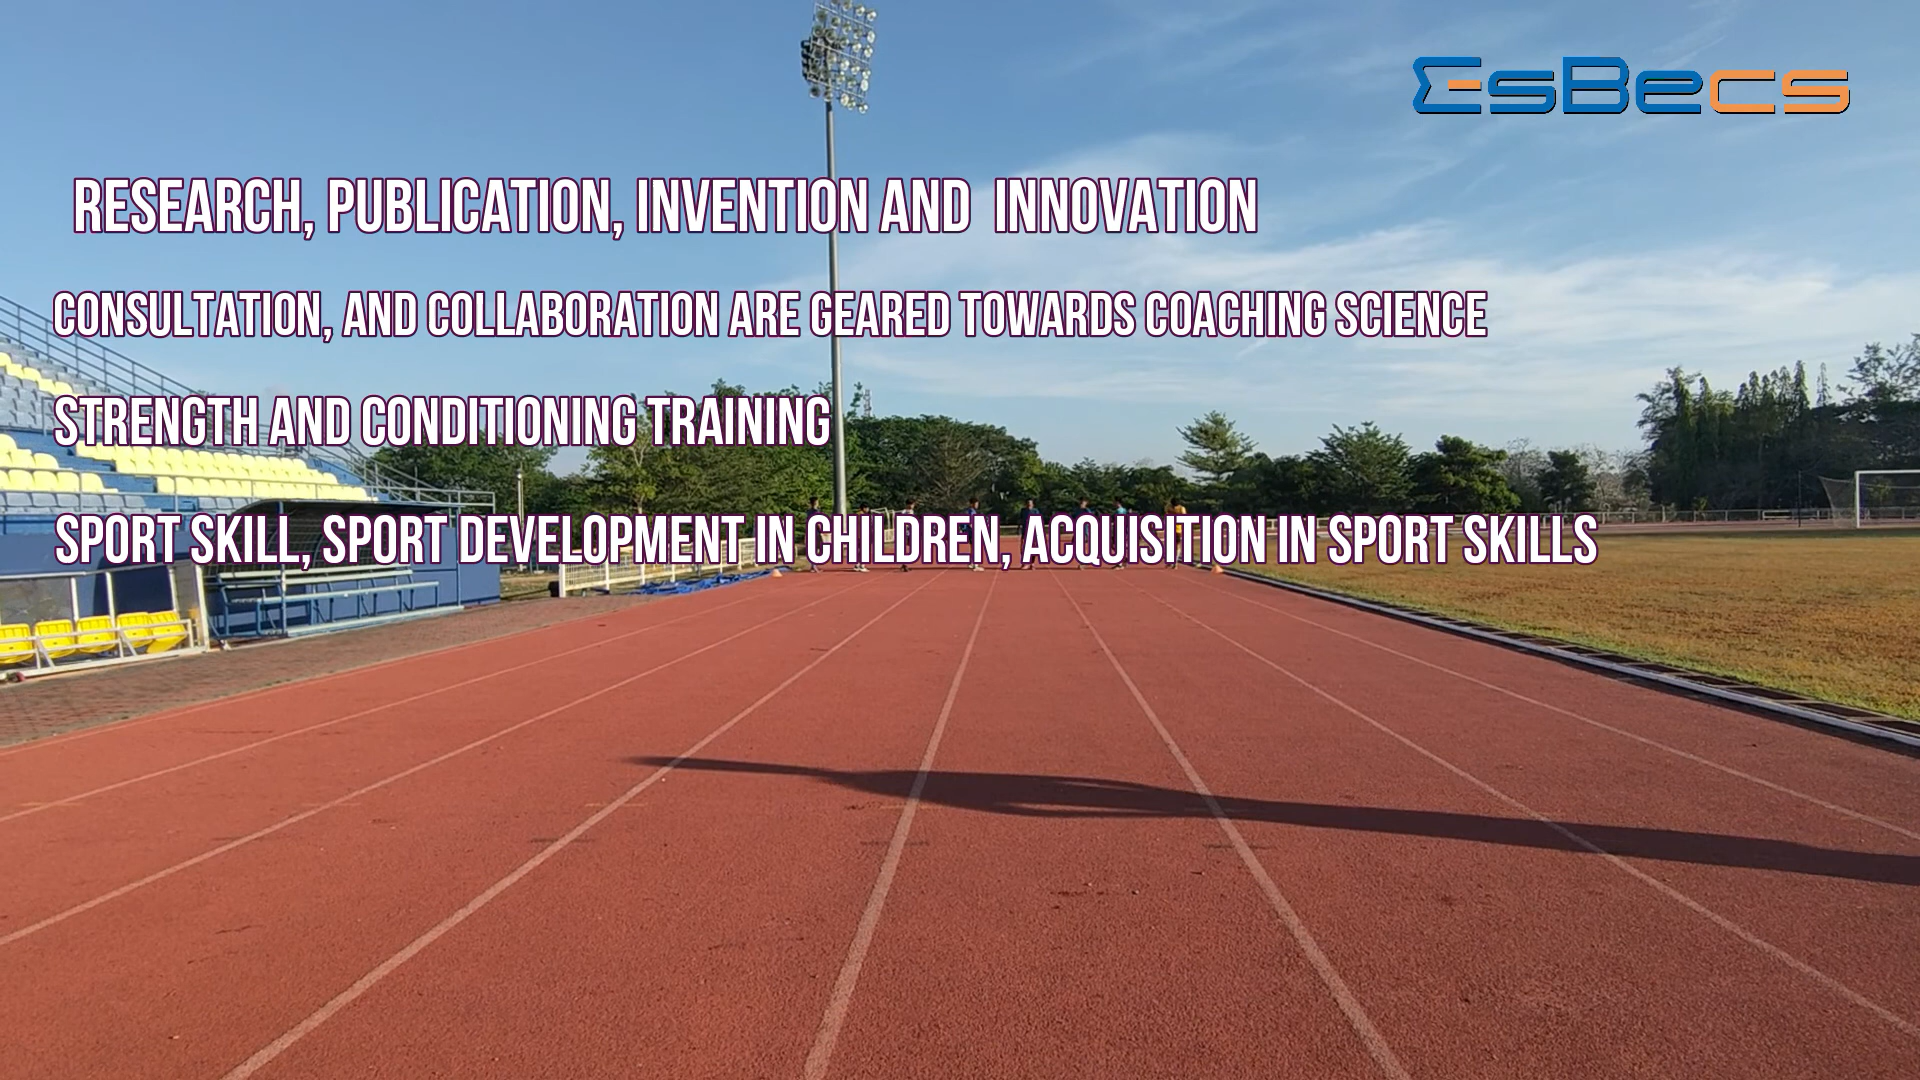 EsBecs
RESEARCH, PUBLICATION, INVENTION AND INNOVATION
CONSULTATION, AND COLLABORATION ARE GEARED TOWARDS COACHING SCIENCE
STRENGTH AND CONDITIONING TRAINING
SPORT SKILL, SPORT DEVELOPMENT IN CHILDREN, ACQUISITION IN SPORT SKILLS